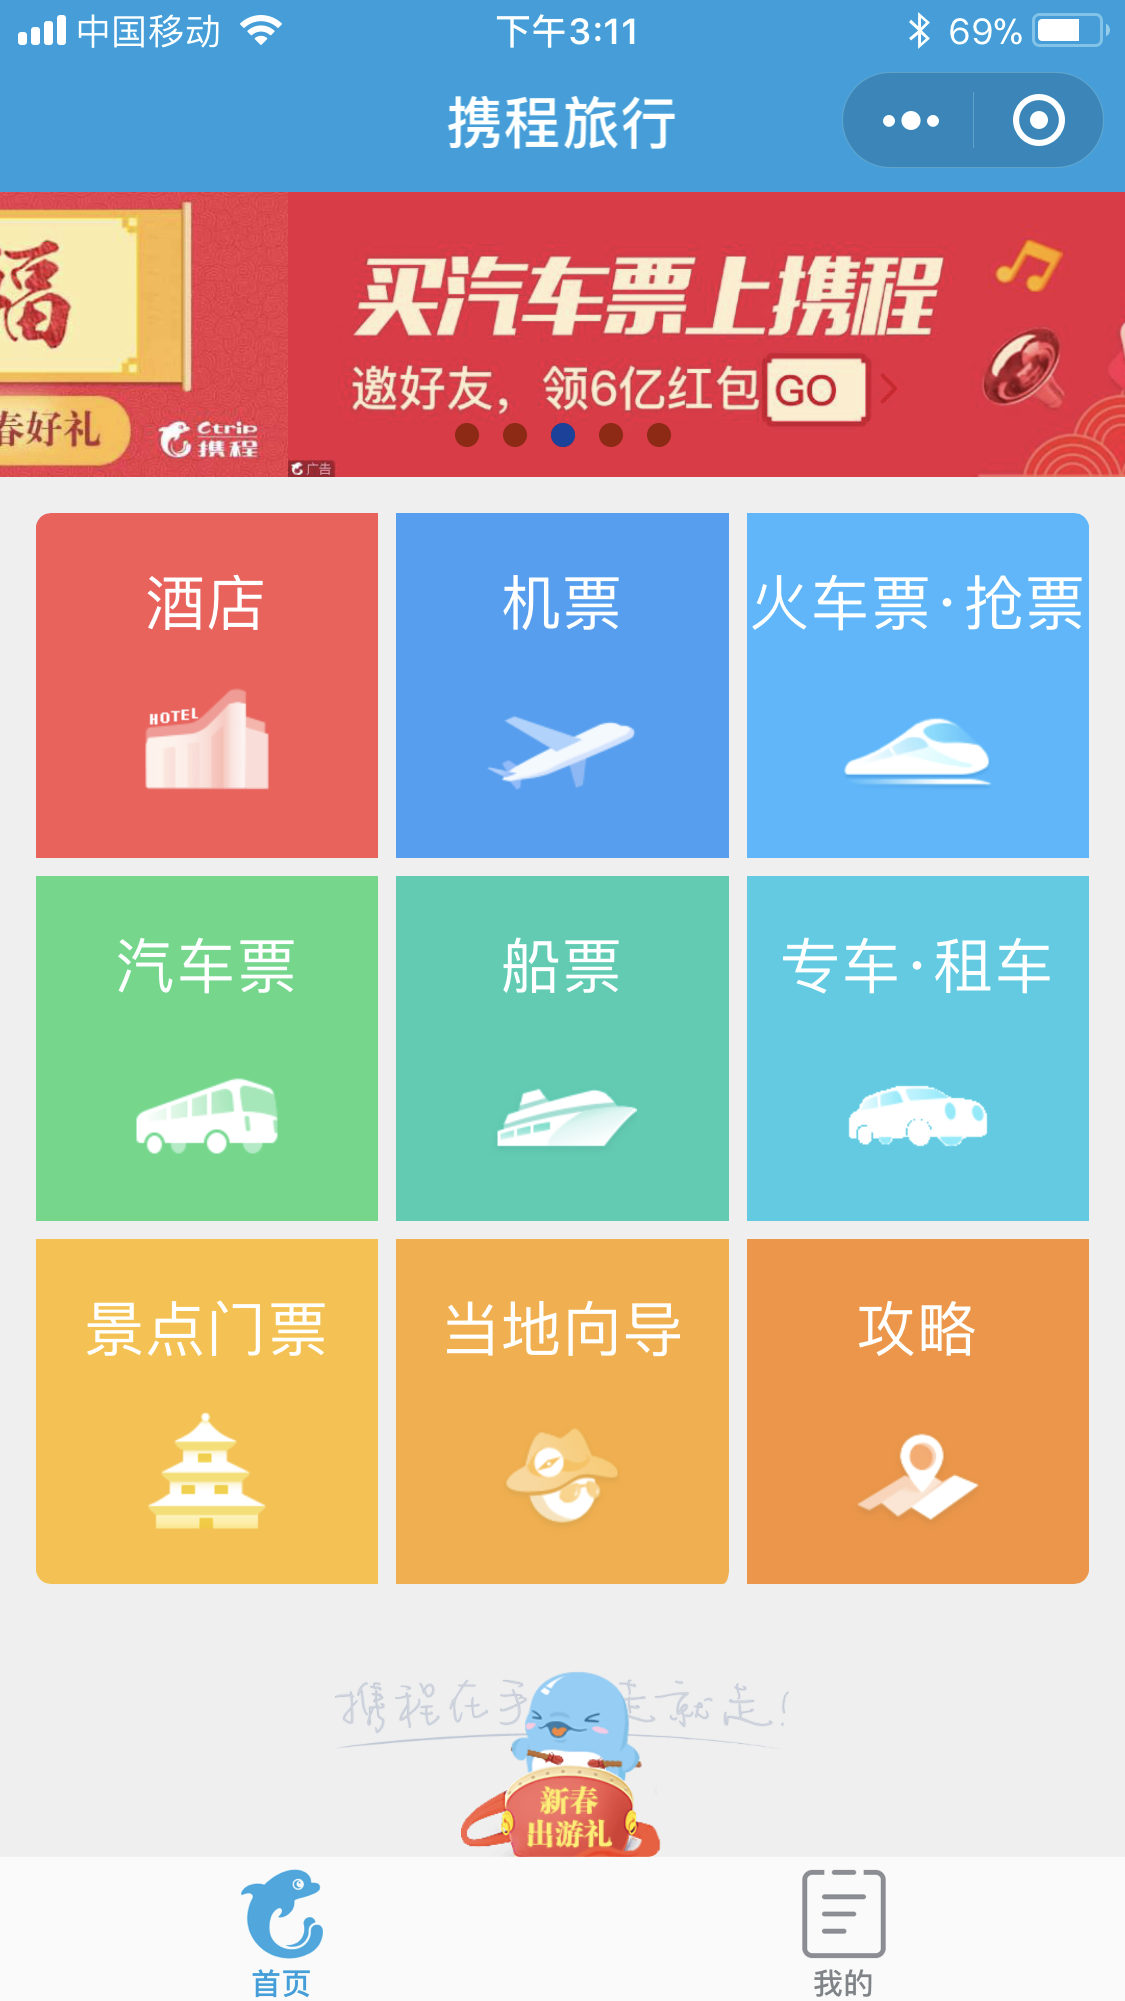 中国移动 下午3:11 69%
携程旅行
福
买汽车票上携程
邀好友，领6亿红包 GO
春好礼
Ctrip
携程
广告
酒店 机票 火车票·抢票
HOTEL
汽车票 船票 专车·租车
景点门票 当地向导 攻略
携程在手 走就走！
新春
出游礼
首页 我的